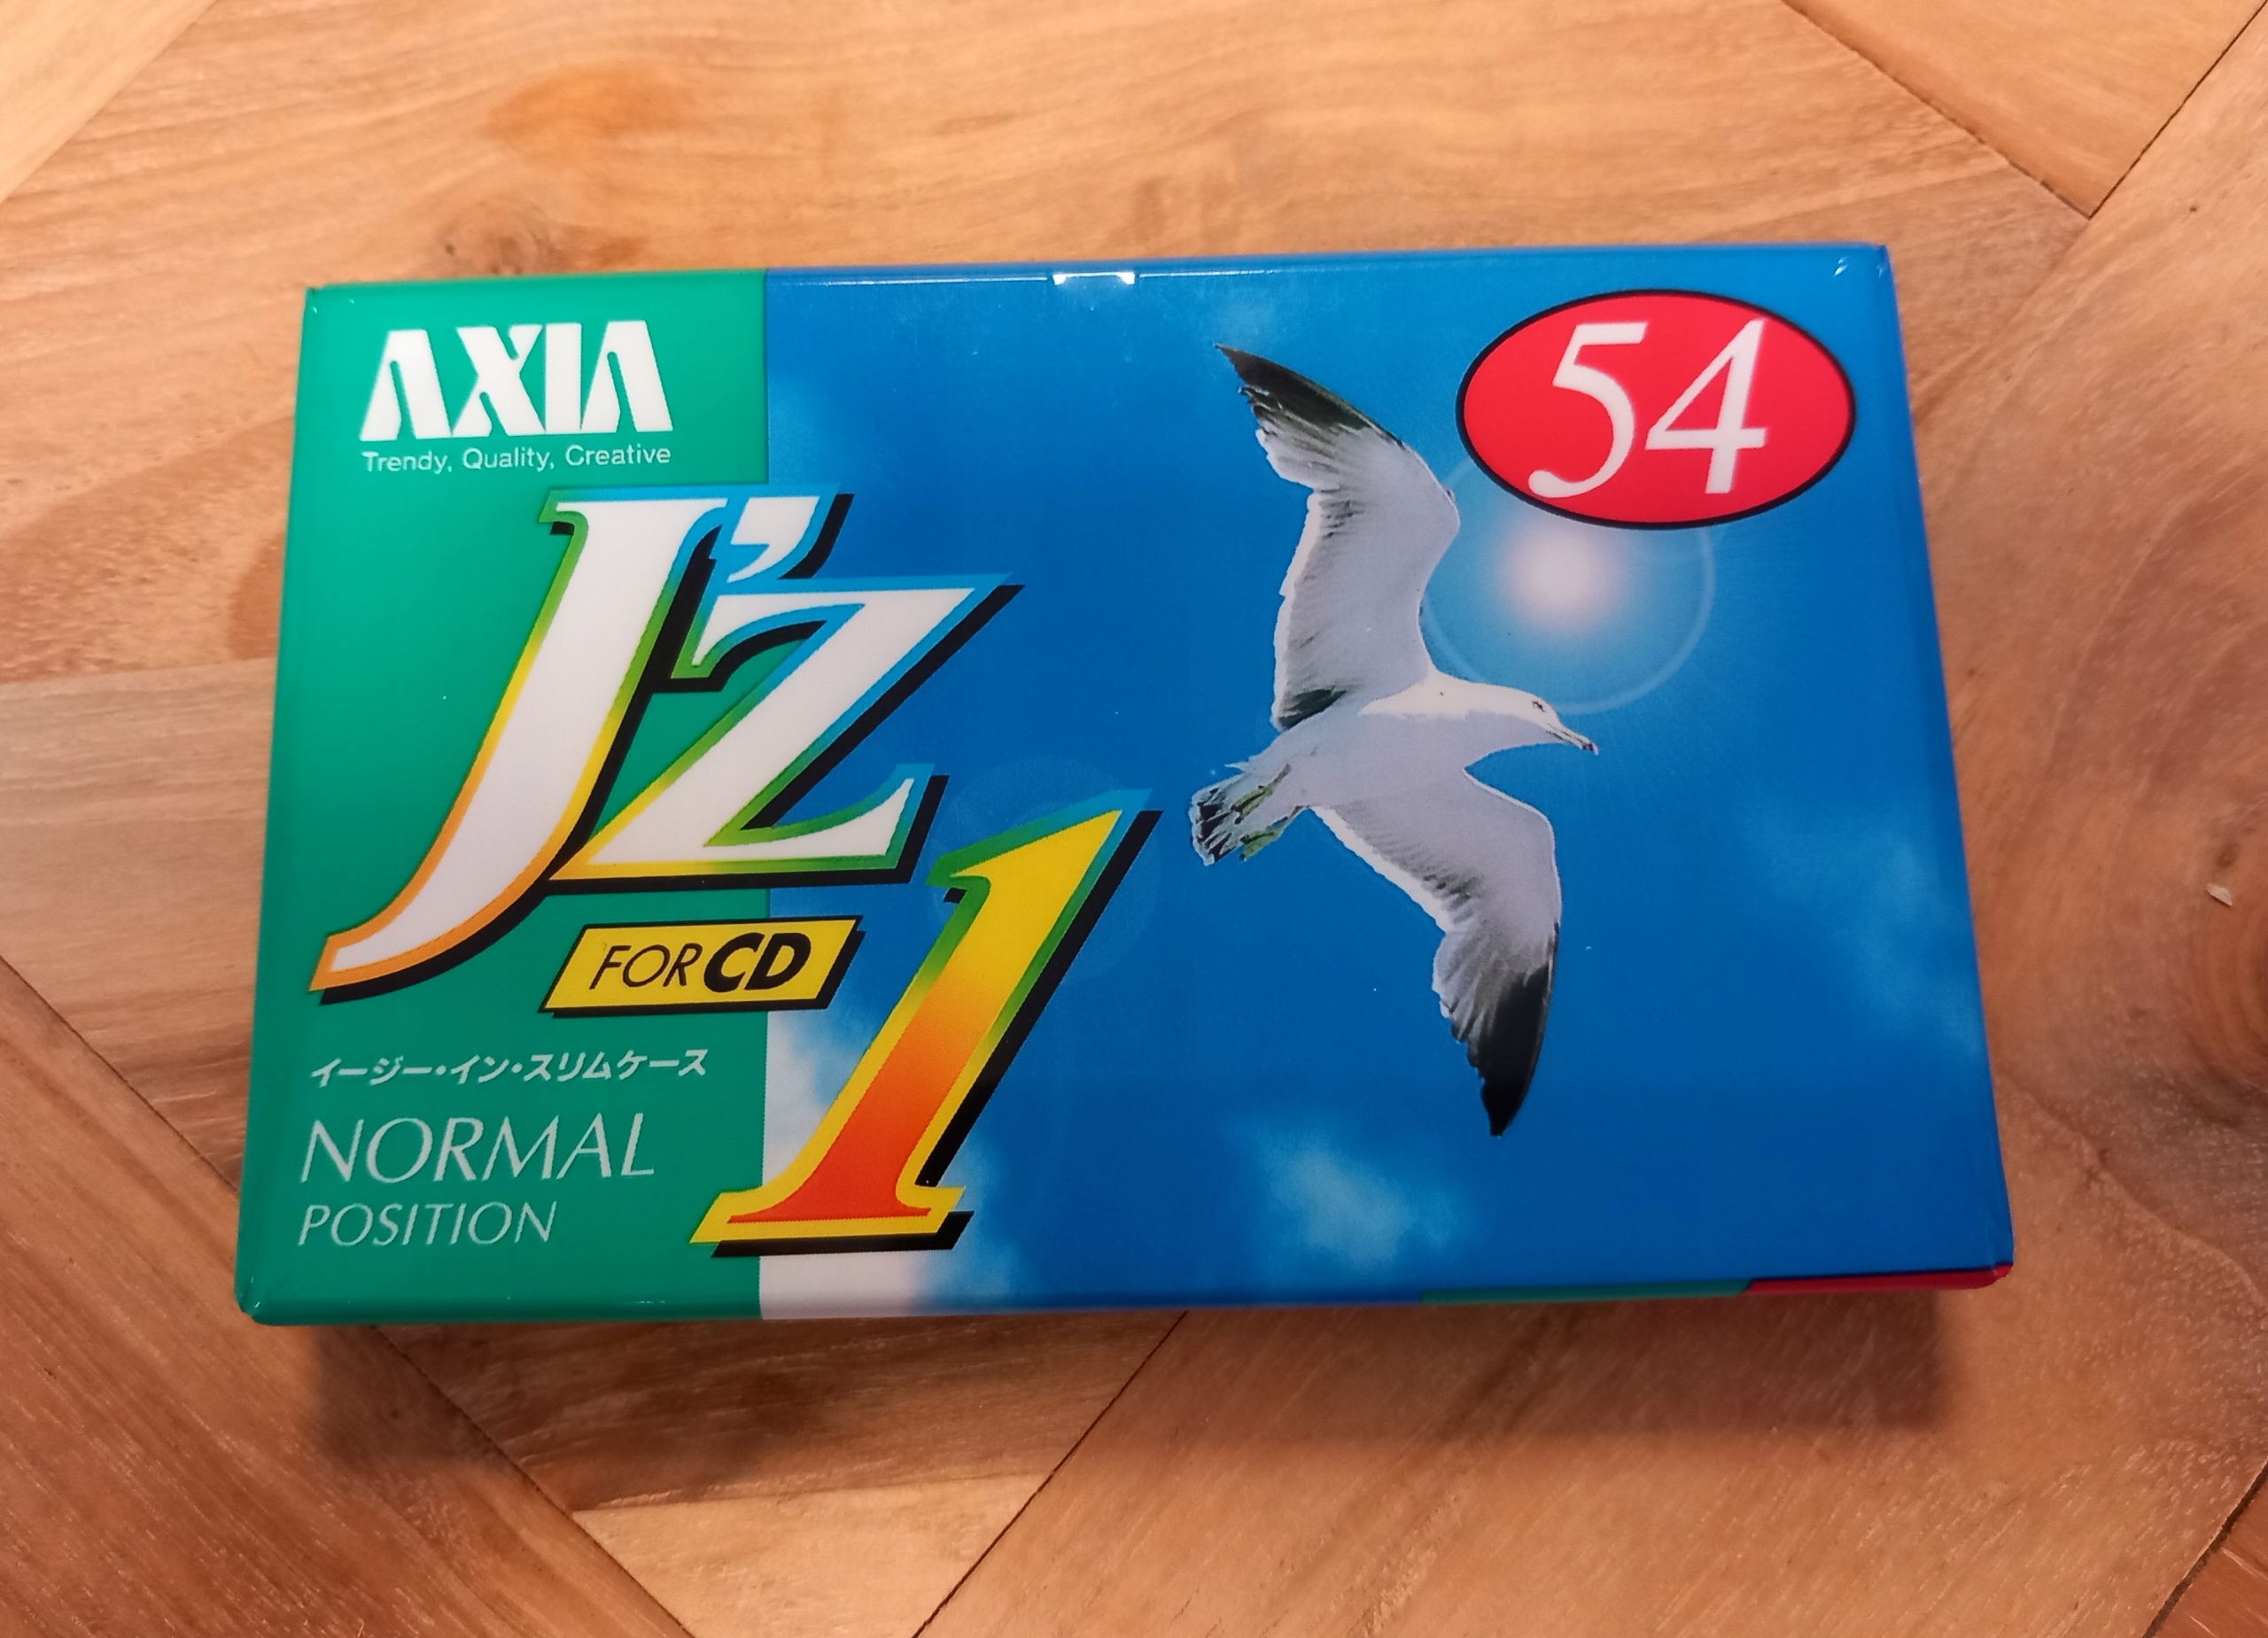 AXIA
Trendy, Quality, Creative
54
J'z
1
FOR CD
イージー・イン・スリムケース
NORMAL
POSITION